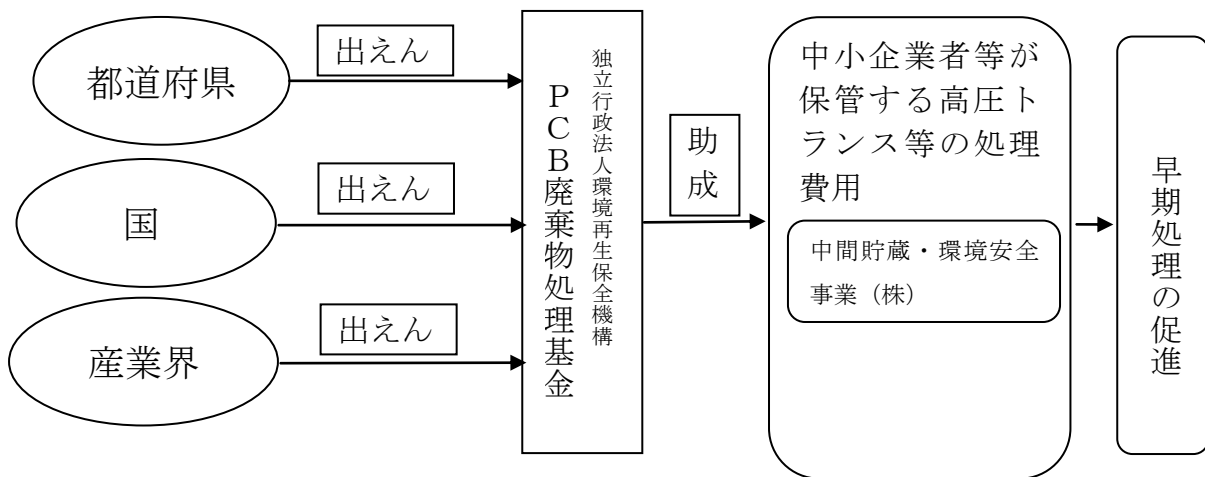 都道府県
出えん
国
出えん
産業界
出えん
独立行政法人環境再生保全機構
ＰＣＢ廃棄物処理基金
助成
中小企業者等が
保管する高圧ト
ランス等の処理
費用
中間貯蔵・環境安全
事業（株）
早期処理の促進